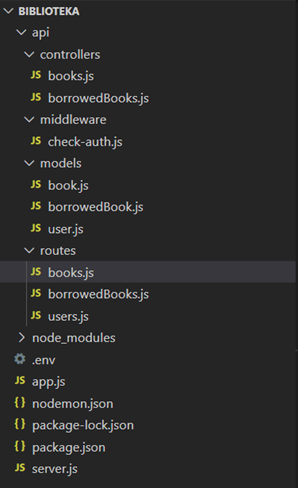 BIBLIOTEKA
api
controllers
JS books.js
JS borrowedBooks.js
middleware
JS check-auth.js
models
JS book.js
JS borrowedBook.js
JS user.js
routes
JS books.js
JS borrowedBooks.js
JS users.js
node_modules
.env
JS app.js
{} nodemon.json
{} package-lock.json
{} package.json
JS server.js